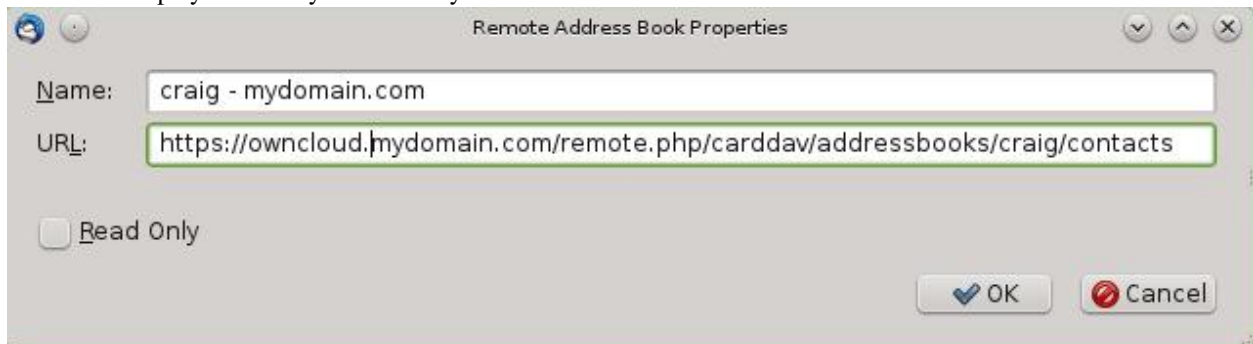 Remote Address Book Properties
Name: craig - mydomain.com
URL: https://owncloud.mydomain.com/remote.php/carddav/addressbooks/craig/contacts
Read Only
OK Cancel